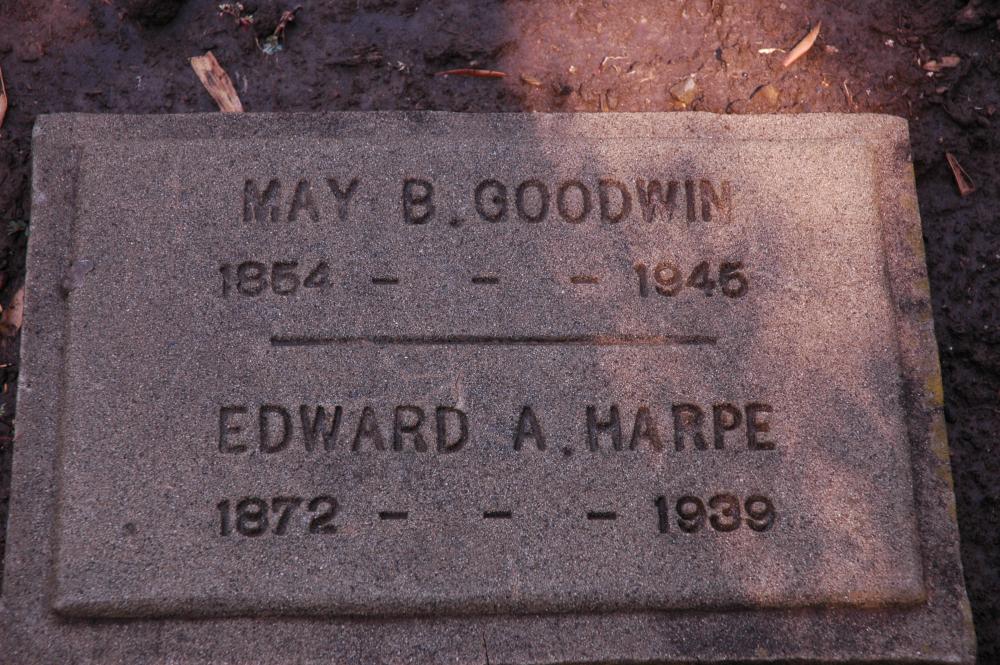 MAY B. GOODWIN
1854 - - - 1945
EDWARD A. HARPE
1872 - - - 1939